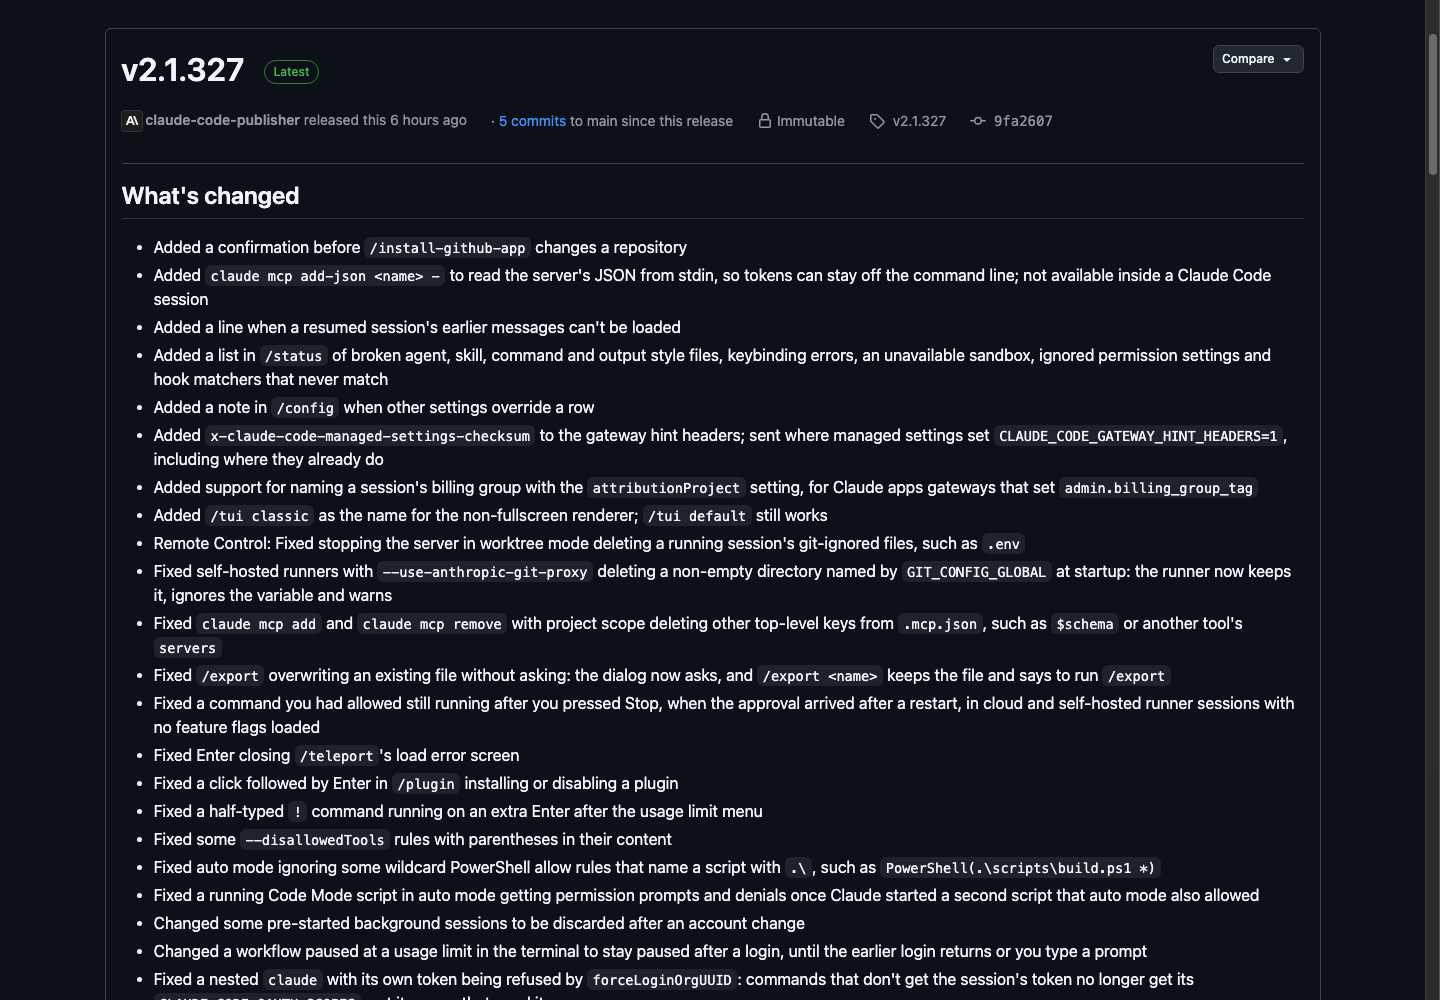 v2.1.327 Latest Compare
claude-code-publisher released this 6 hours ago · 5 commits to main since this release Immutable v2.1.327 9fa2607
What's changed
• Added a confirmation before /install-github-app changes a repository
• Added claude mcp add-json <name> - to read the server's JSON from stdin, so tokens can stay off the command line; not available inside a Claude Code
session
• Added a line when a resumed session's earlier messages can't be loaded
• Added a list in /status of broken agent, skill, command and output style files, keybinding errors, an unavailable sandbox, ignored permission settings and
hook matchers that never match
• Added a note in /config when other settings override a row
• Added x-claude-code-managed-settings-checksum to the gateway hint headers; sent where managed settings set CLAUDE_CODE_GATEWAY_HINT_HEADERS=1,
including where they already do
• Added support for naming a session's billing group with the attributionProject setting, for Claude apps gateways that set admin.billing_group_tag
• Added /tui classic as the name for the non-fullscreen renderer; /tui default still works
• Remote Control: Fixed stopping the server in worktree mode deleting a running session's git-ignored files, such as .env
• Fixed self-hosted runners with --use-anthropic-git-proxy deleting a non-empty directory named by GIT_CONFIG_GLOBAL at startup: the runner now keeps
it, ignores the variable and warns
• Fixed claude mcp add and claude mcp remove with project scope deleting other top-level keys from .mcp.json, such as $schema or another tool's
servers
• Fixed /export overwriting an existing file without asking: the dialog now asks, and /export <name> keeps the file and says to run /export
• Fixed a command you had allowed still running after you pressed Stop, when the approval arrived after a restart, in cloud and self-hosted runner sessions with
no feature flags loaded
• Fixed Enter closing /teleport's load error screen
• Fixed a click followed by Enter in /plugin installing or disabling a plugin
• Fixed a half-typed ! command running on an extra Enter after the usage limit menu
• Fixed some --disallowedTools rules with parentheses in their content
• Fixed auto mode ignoring some wildcard PowerShell allow rules that name a script with .\, such as PowerShell(.\scripts\build.ps1 *)
• Fixed a running Code Mode script in auto mode getting permission prompts and denials once Claude started a second script that auto mode also allowed
• Changed some pre-started background sessions to be discarded after an account change
• Changed a workflow paused at a usage limit in the terminal to stay paused after a login, until the earlier login returns or you type a prompt
• Fixed a nested claude with its own token being refused by forceLoginOrgUUID: commands that don't get the session's token no longer get its